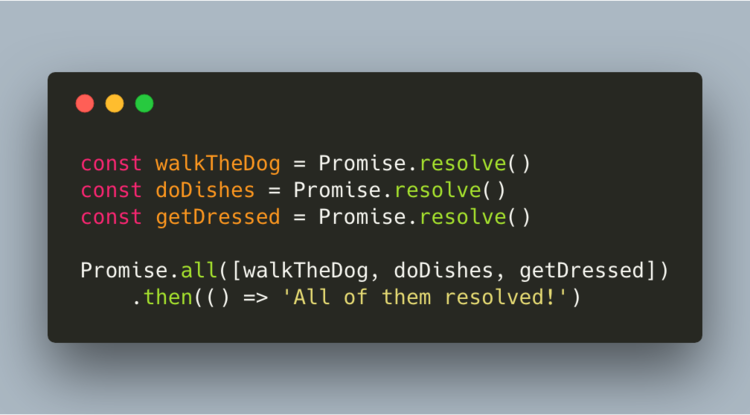 const walkTheDog = Promise.resolve()
const doDishes = Promise.resolve()
const getDressed = Promise.resolve()

Promise.all([walkTheDog, doDishes, getDressed])
    .then(() => 'All of them resolved!')